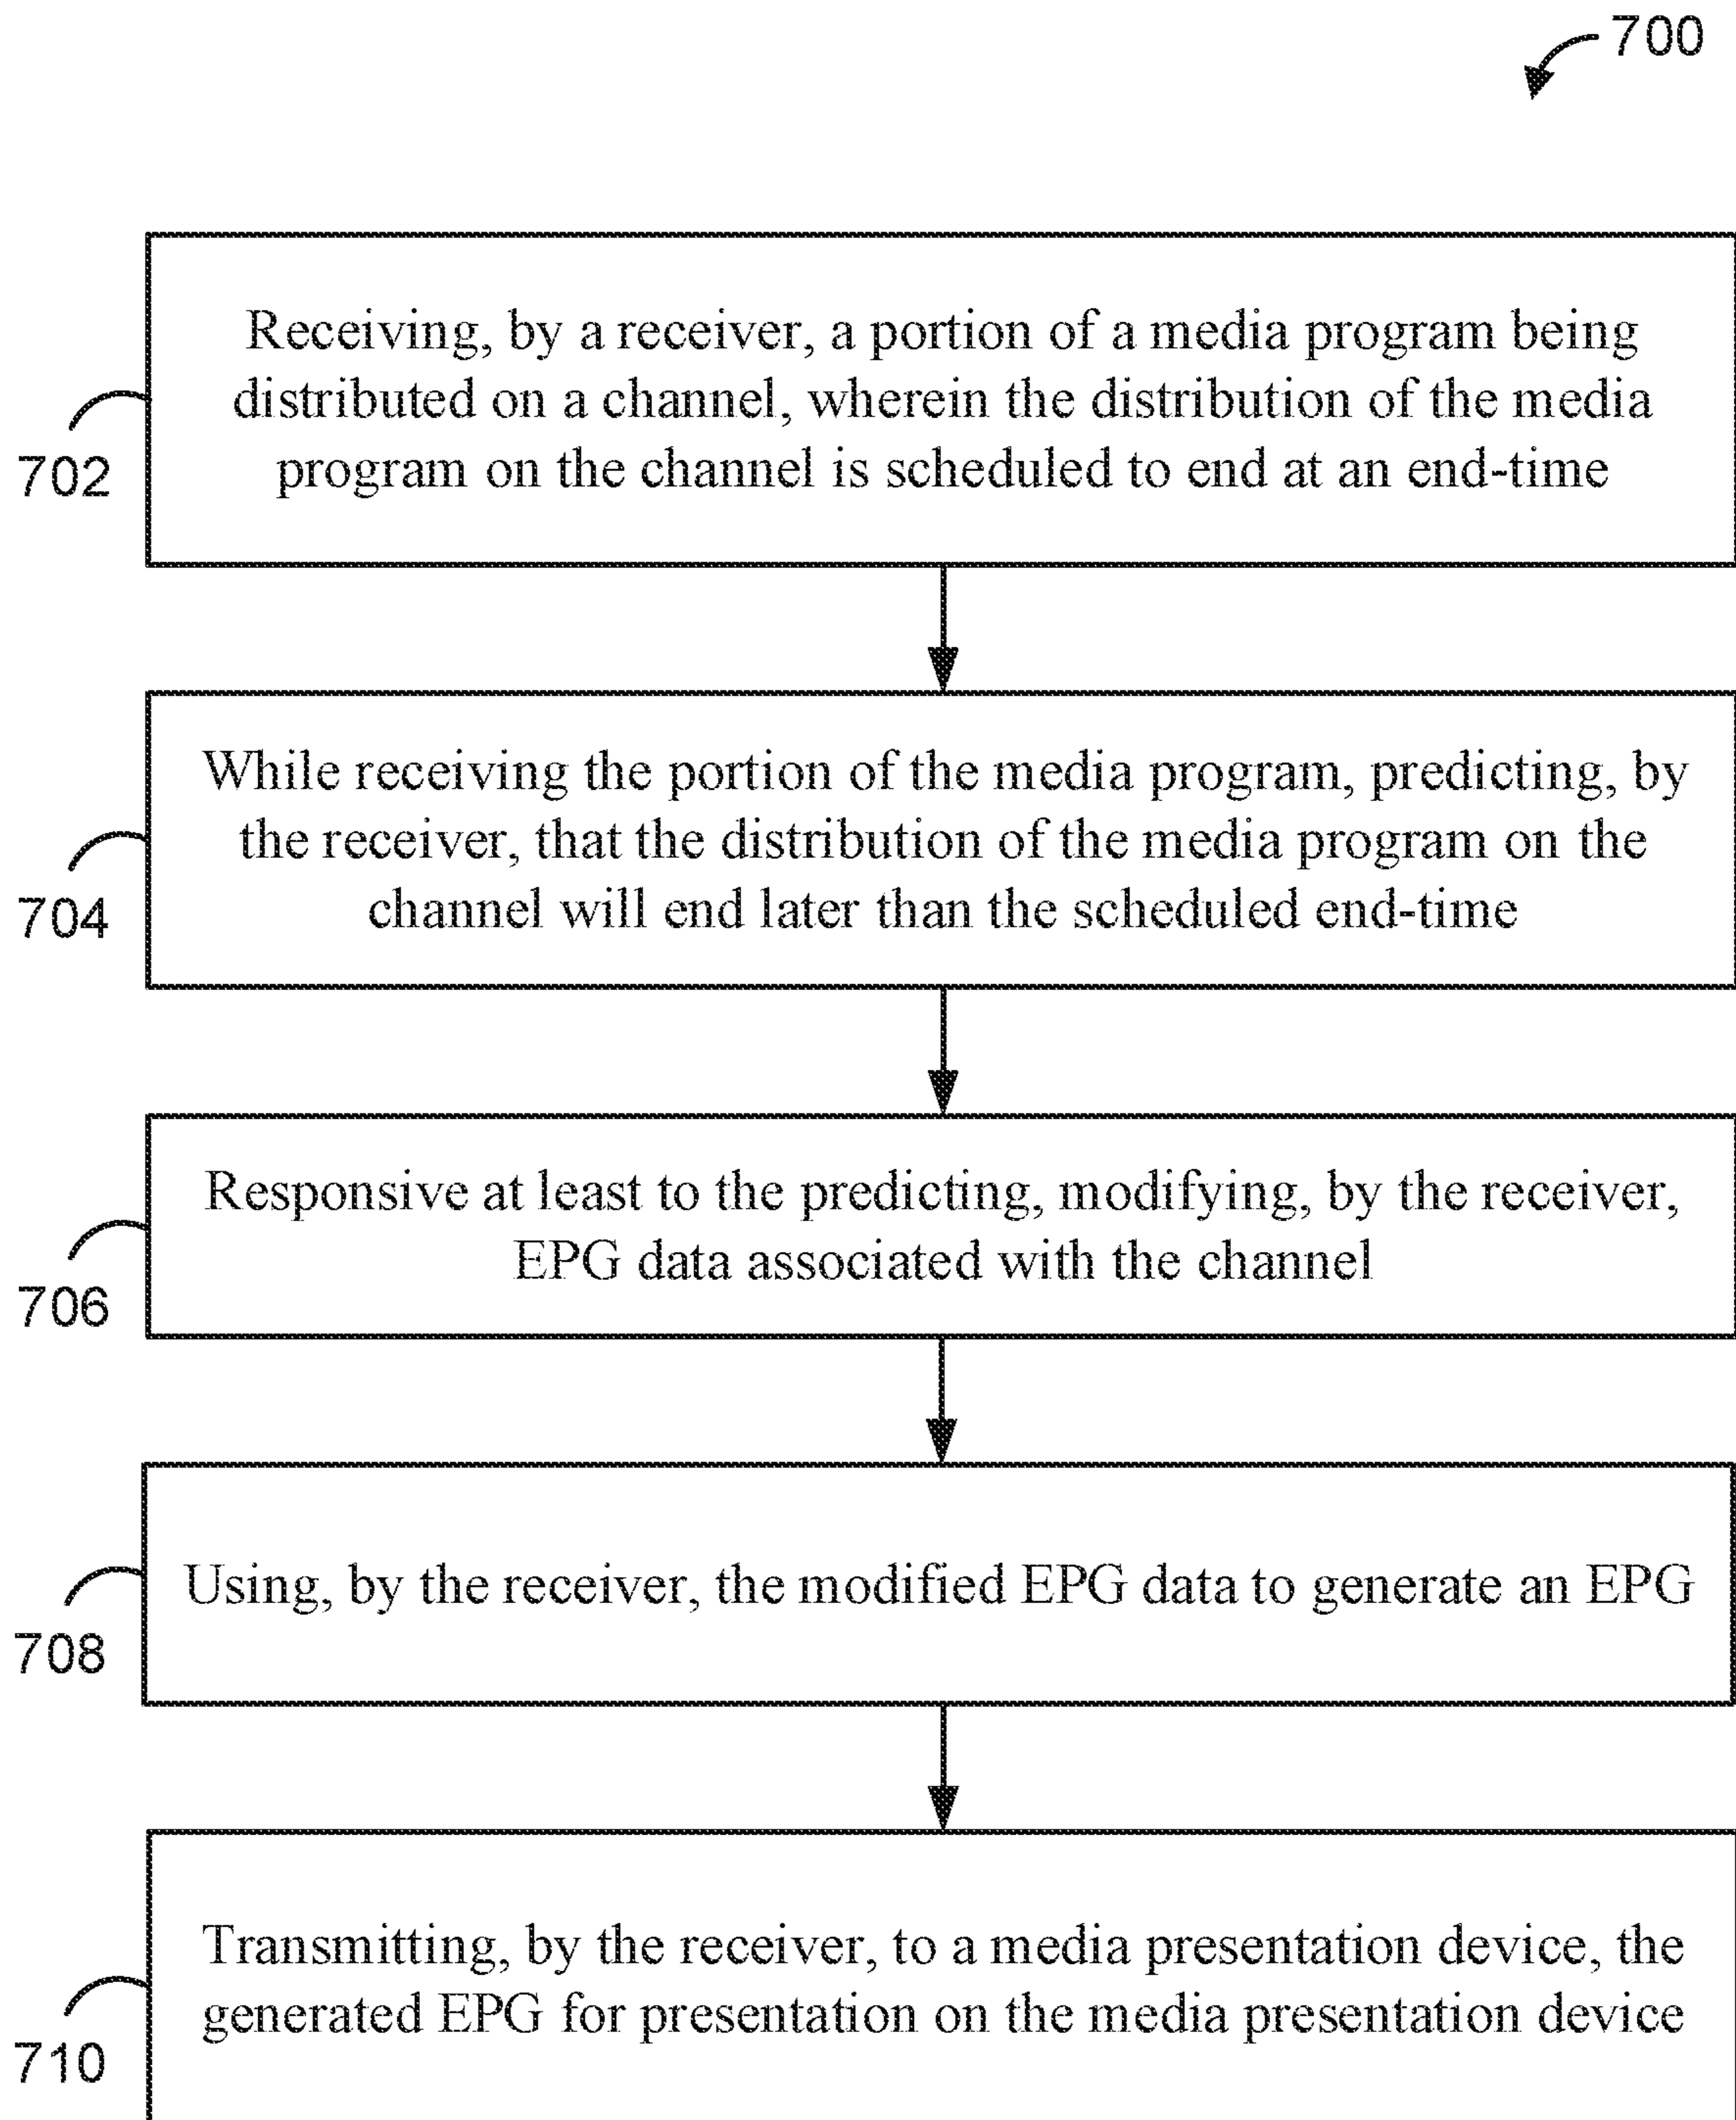 700
Receiving, by a receiver, a portion of a media program being
distributed on a channel, wherein the distribution of the media
program on the channel is scheduled to end at an end-time
702
While receiving the portion of the media program, predicting, by
the receiver, that the distribution of the media program on the
channel will end later than the scheduled end-time
704
Responsive at least to the predicting, modifying, by the receiver,
EPG data associated with the channel
706
Using, by the receiver, the modified EPG data to generate an EPG
708
Transmitting, by the receiver, to a media presentation device, the
generated EPG for presentation on the media presentation device
710